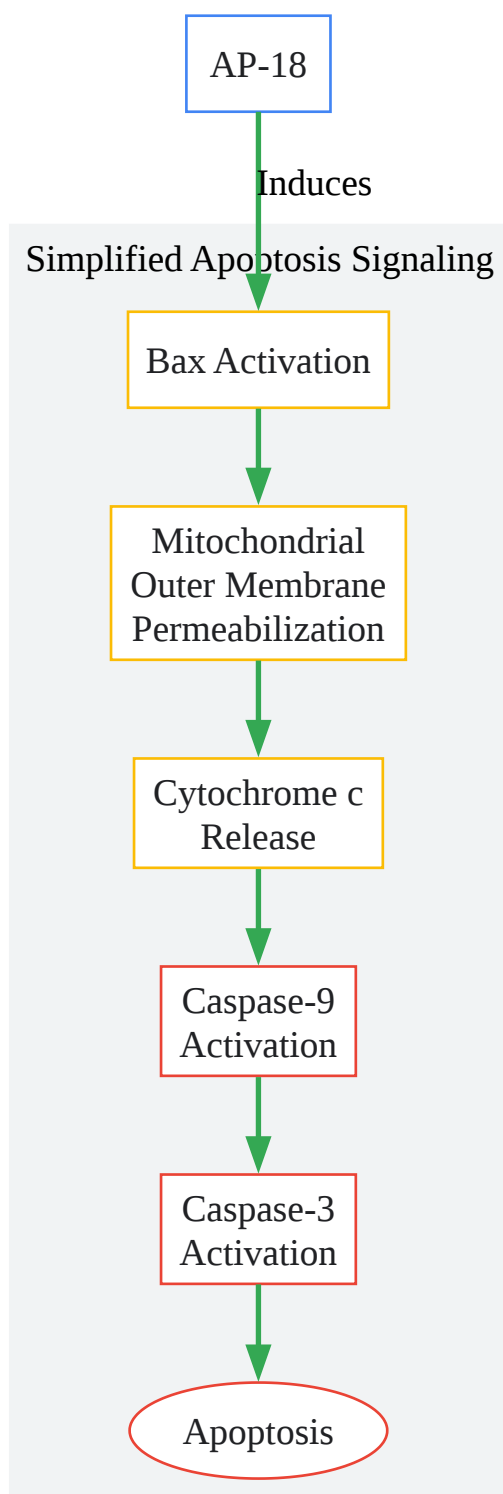 AP-18
Induces
Simplified Apoptosis Signaling
Bax Activation
Mitochondrial
Outer Membrane
Permeabilization
Cytochrome c
Release
Caspase-9
Activation
Caspase-3
Activation
Apoptosis